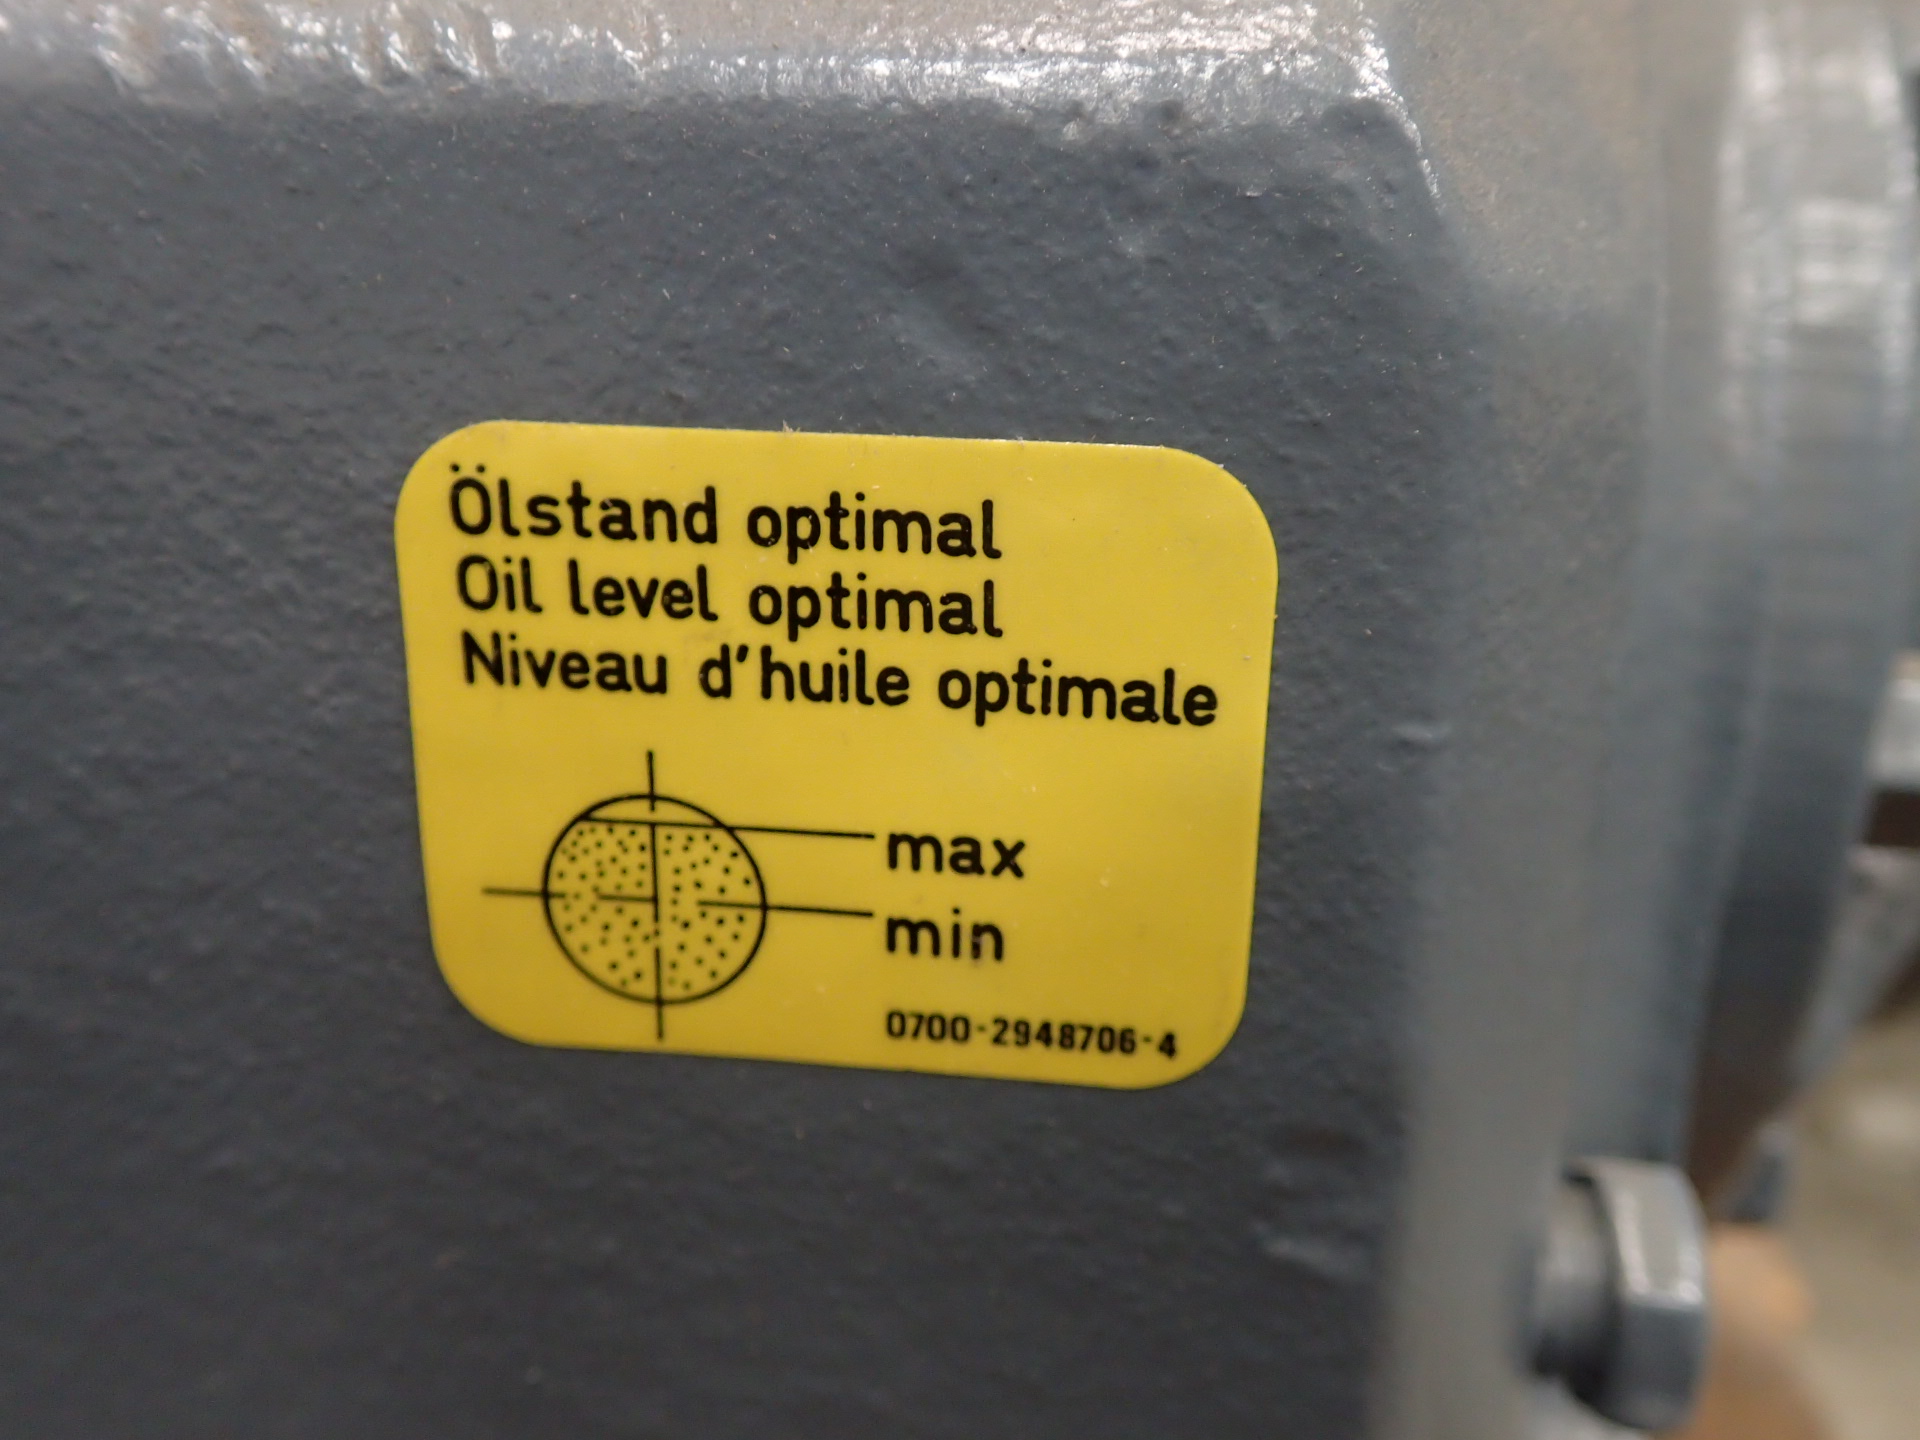 Ölstand optimal
Oil level optimal
Niveau d'huile optimale
max
min
0700-2948706-4